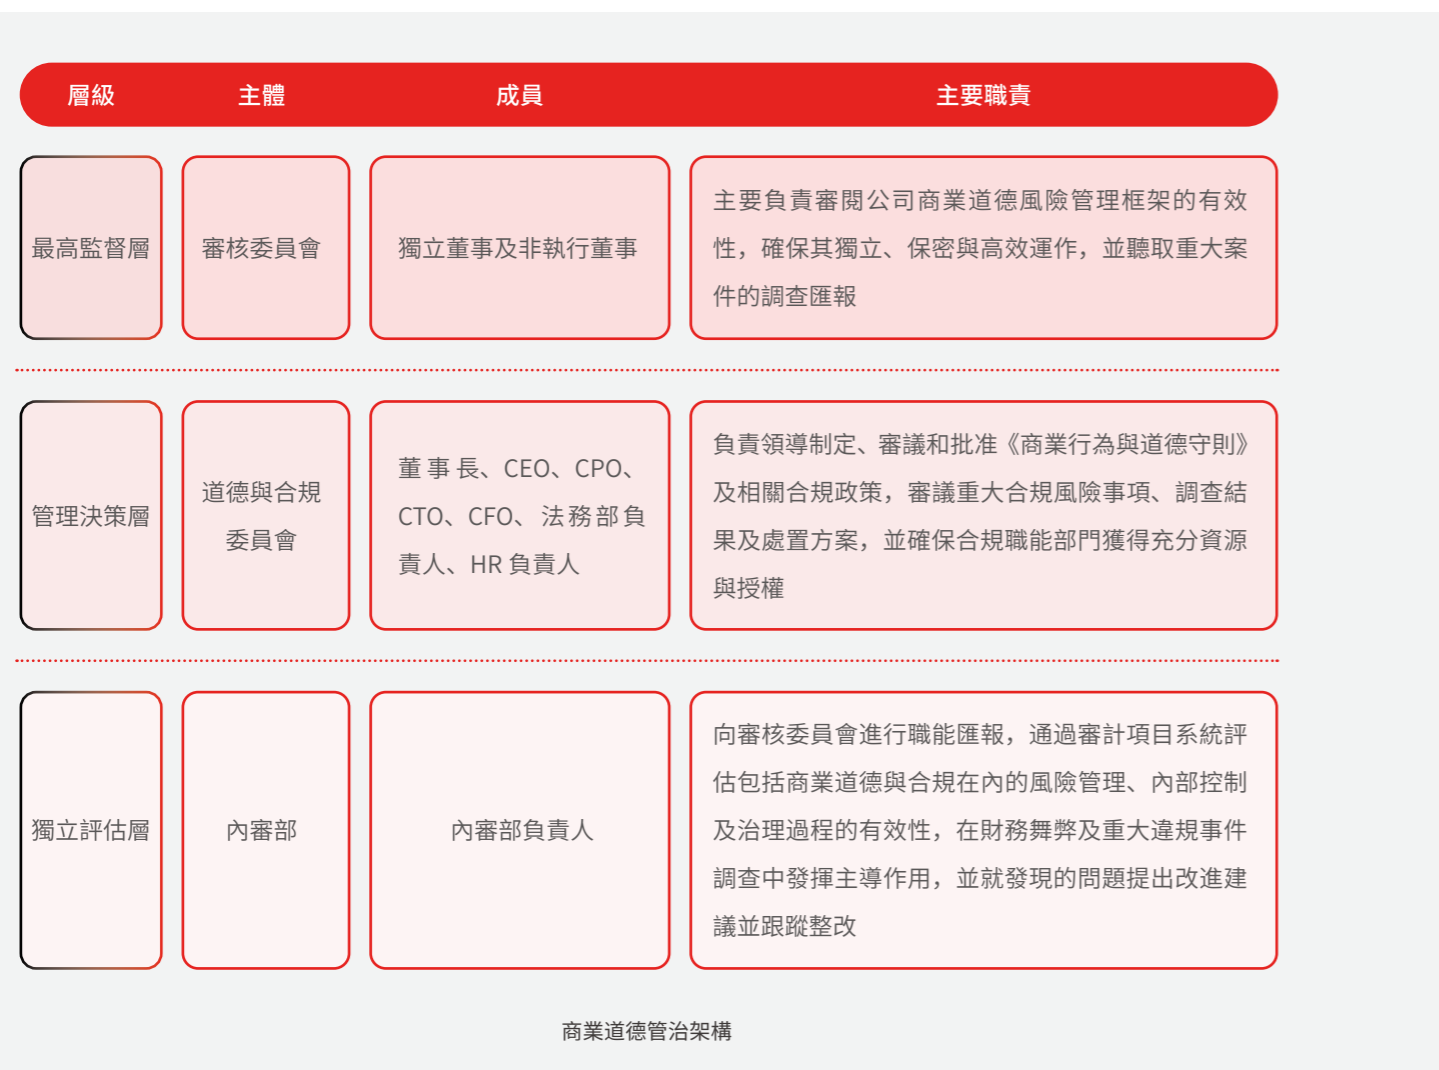 層級 主體 成員 主要職責
最高監督層
審核委員會
獨立董事及非執行董事
主要負責審閱公司商業道德風險管理框架的有效
性，確保其獨立、保密與高效運作，並聽取重大案
件的調查匯報
管理決策層
道德與合規
委員會
董事長、CEO、CPO、
CTO、CFO、法務部負
責人、HR 負責人
負責領導制定、審議和批准《商業行為與道德守則》
及相關合規政策，審議重大合規風險事項、調查結
果及處置方案，並確保合規職能部門獲得充分資源
與授權
獨立評估層
內審部
內審部負責人
向審核委員會進行職能匯報，通過審計項目系統評
估包括商業道德與合規在內的風險管理、內部控制
及治理過程的有效性，在財務舞弊及重大違規事件
調查中發揮主導作用，並就發現的問題提出改進建
議並跟蹤整改
商業道德管治架構